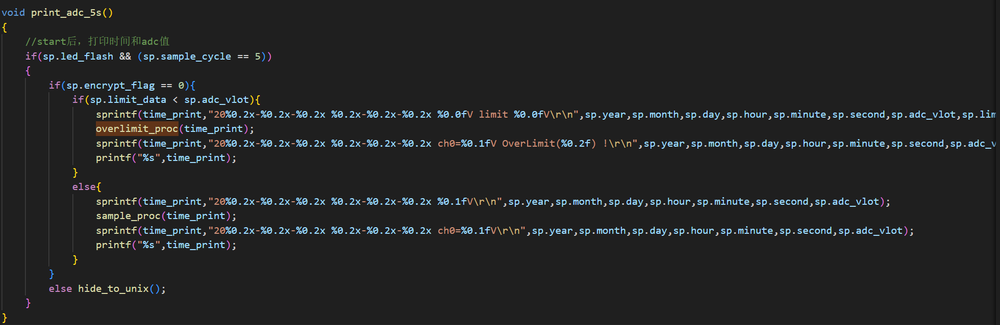 void print_adc_5s()
{
    //start后，打印时间和adc值
    if(sp.led_flash && (sp.sample_cycle == 5))
    {
        if(sp.encrypt_flag == 0){
            if(sp.limit_data < sp.adc_vlot){
                sprintf(time_print,"20%0.2x-%0.2x-%0.2x %0.2x-%0.2x-%0.2x %0.0fV limit %0.0fV\r\n",sp.year,sp.month,sp.day,sp.hour,sp.minute,sp.second,sp.adc_vlot,sp.lim
                overlimit_proc(time_print);
                sprintf(time_print,"20%0.2x-%0.2x-%0.2x %0.2x-%0.2x-%0.2x ch0=%0.1fV OverLimit(%0.2f) !\r\n",sp.year,sp.month,sp.day,sp.hour,sp.minute,sp.second,sp.adc_v
                printf("%s",time_print);
            }
            else{
                sprintf(time_print,"20%0.2x-%0.2x-%0.2x %0.2x-%0.2x-%0.2x %0.1fV\r\n",sp.year,sp.month,sp.day,sp.hour,sp.minute,sp.second,sp.adc_vlot);
                sample_proc(time_print);
                sprintf(time_print,"20%0.2x-%0.2x-%0.2x %0.2x-%0.2x-%0.2x ch0=%0.1fV\r\n",sp.year,sp.month,sp.day,sp.hour,sp.minute,sp.second,sp.adc_vlot);
                printf("%s",time_print);
            }
        }
        else hide_to_unix();
    }
}